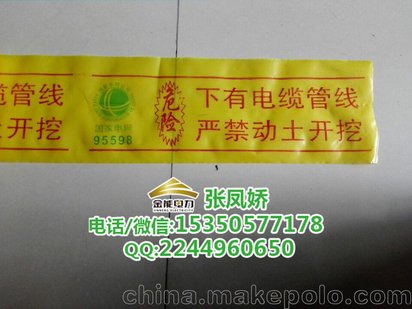 缆管线
土开挖
国家电网
95598
危险
下有电缆管线
严禁动土开挖
金能电力
张凤娇
电话/微信:15350577178
QQ:2244960650
china.makepolo.com